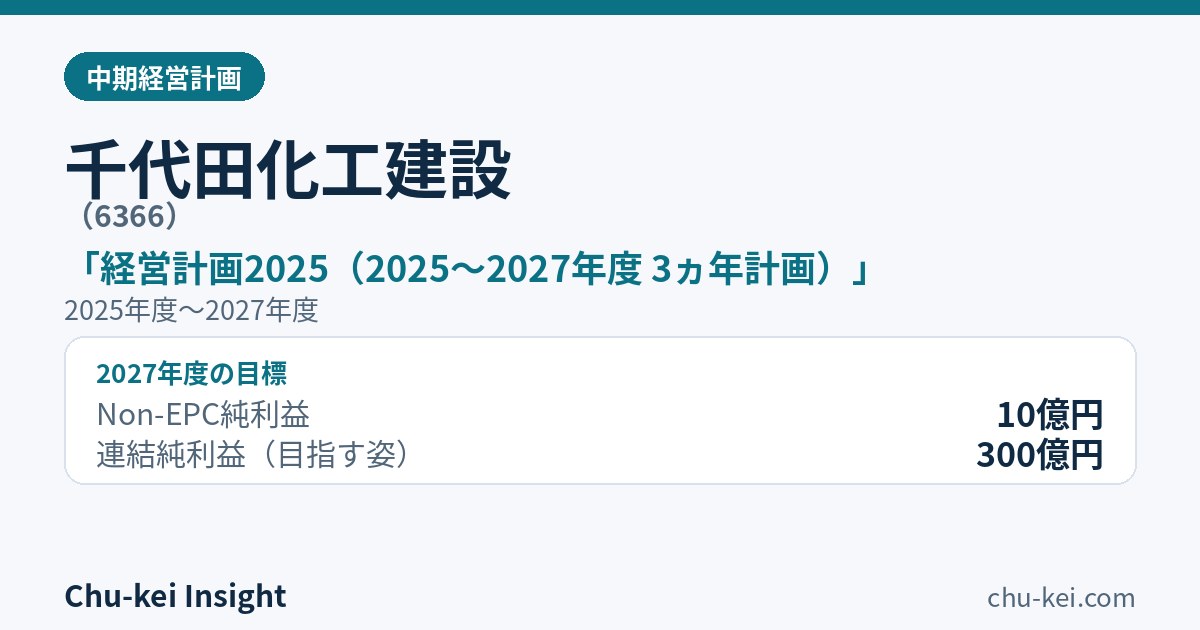 中期経営計画
千代田化工建設
（6366）
「経営計画2025（2025〜2027年度 3ヵ年計画）」
2025年度〜2027年度
2027年度の目標
Non-EPC純利益 10億円
連結純利益（目指す姿） 300億円
Chu-kei Insight chu-kei.com